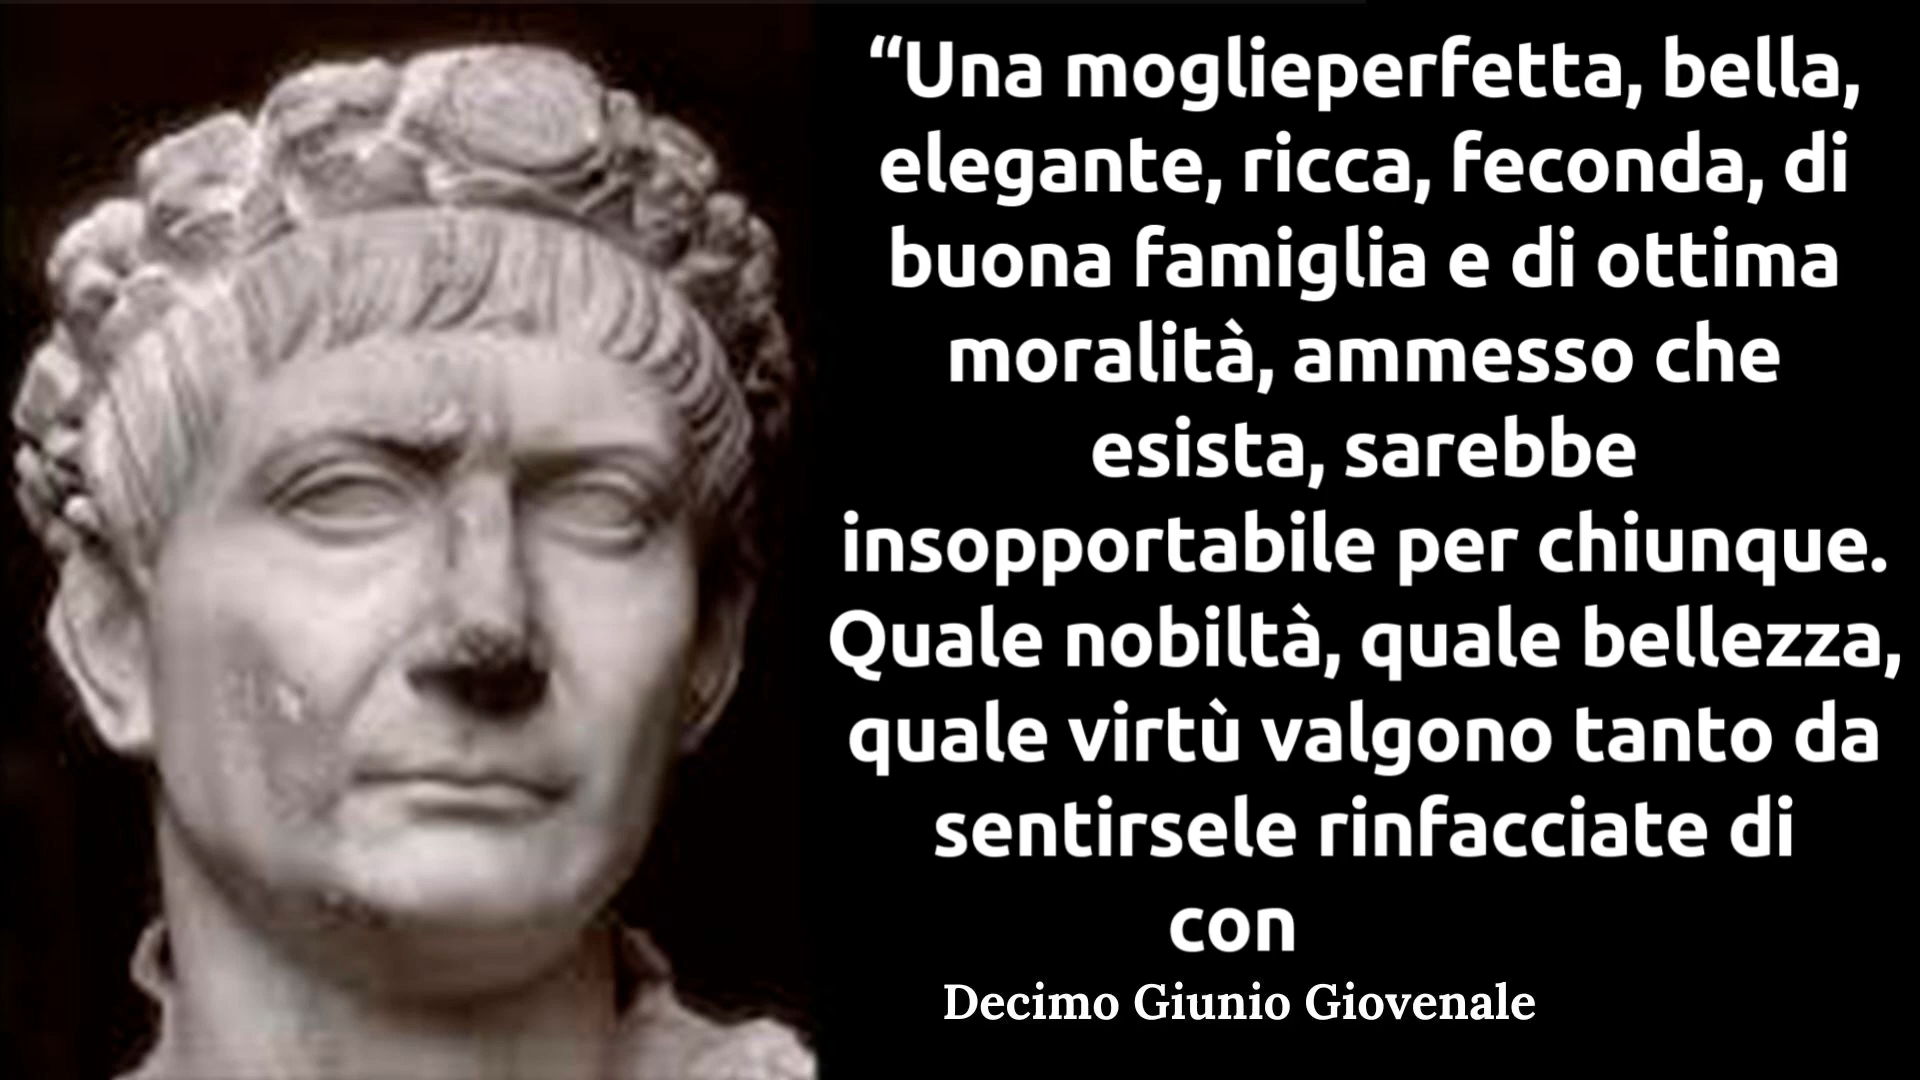 “Una moglieperfetta, bella,
elegante, ricca, feconda, di
buona famiglia e di ottima
moralità, ammesso che
esista, sarebbe
insopportabile per chiunque.
Quale nobiltà, quale bellezza,
quale virtù valgono tanto da
sentirsele rinfacciate di
con
Decimo Giunio Giovenale